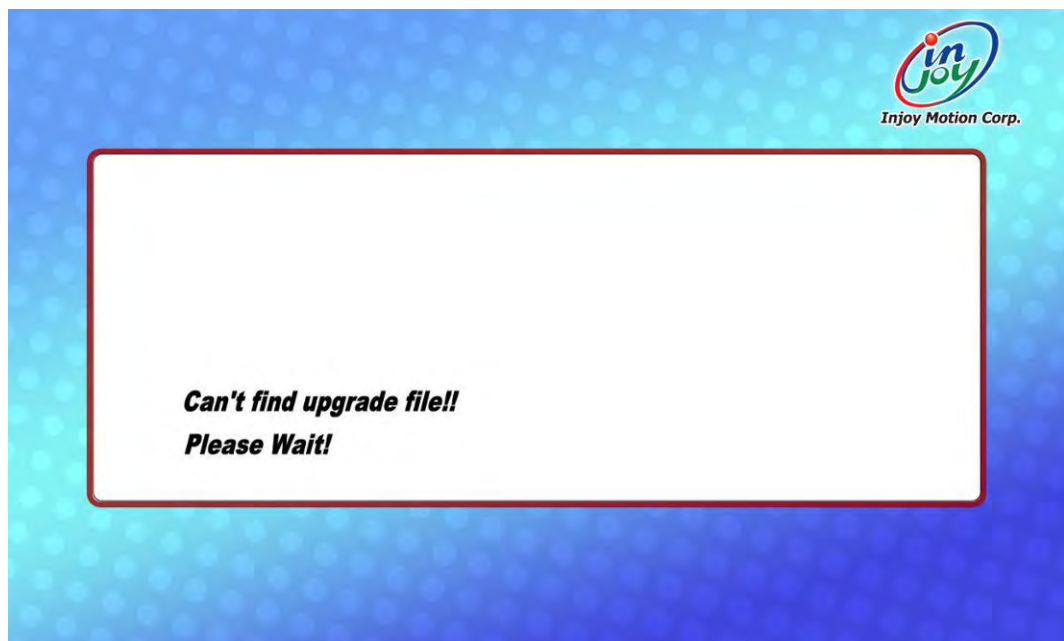 in
joy
Injoy Motion Corp.
Can't find upgrade file!!
Please Wait!